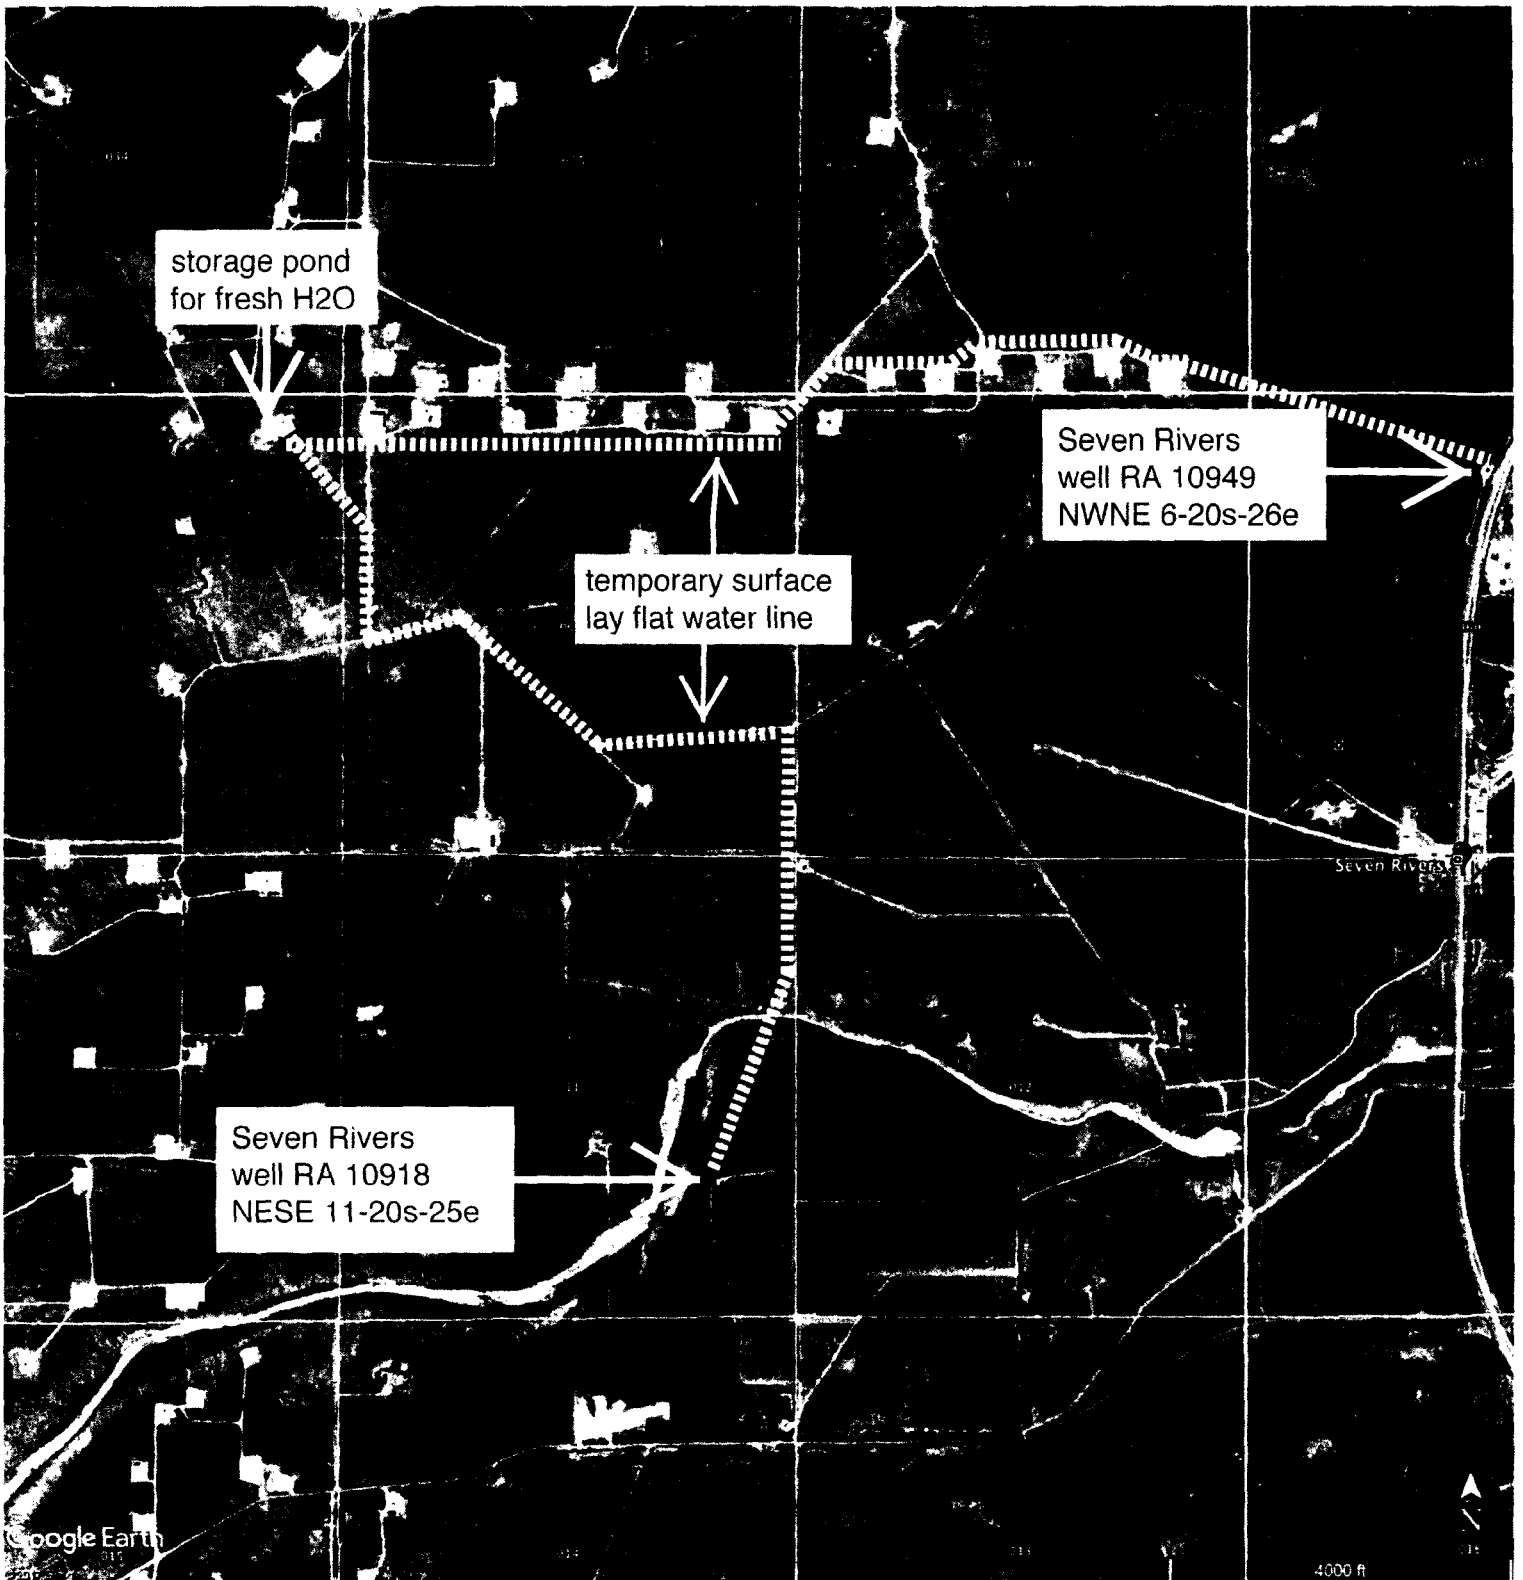 storage pond
for fresh H2O
Seven Rivers
well RA 10949
NWNE 6-20s-26e
temporary surface
lay flat water line
Seven Rivers
Seven Rivers
well RA 10918
NESE 11-20s-25e
Google Earth
4000 ft